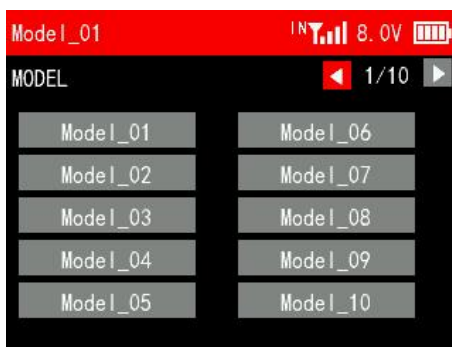 Model_01 IN 8.0V
MODEL 1/10
Model_01 Model_06
Model_02 Model_07
Model_03 Model_08
Model_04 Model_09
Model_05 Model_10